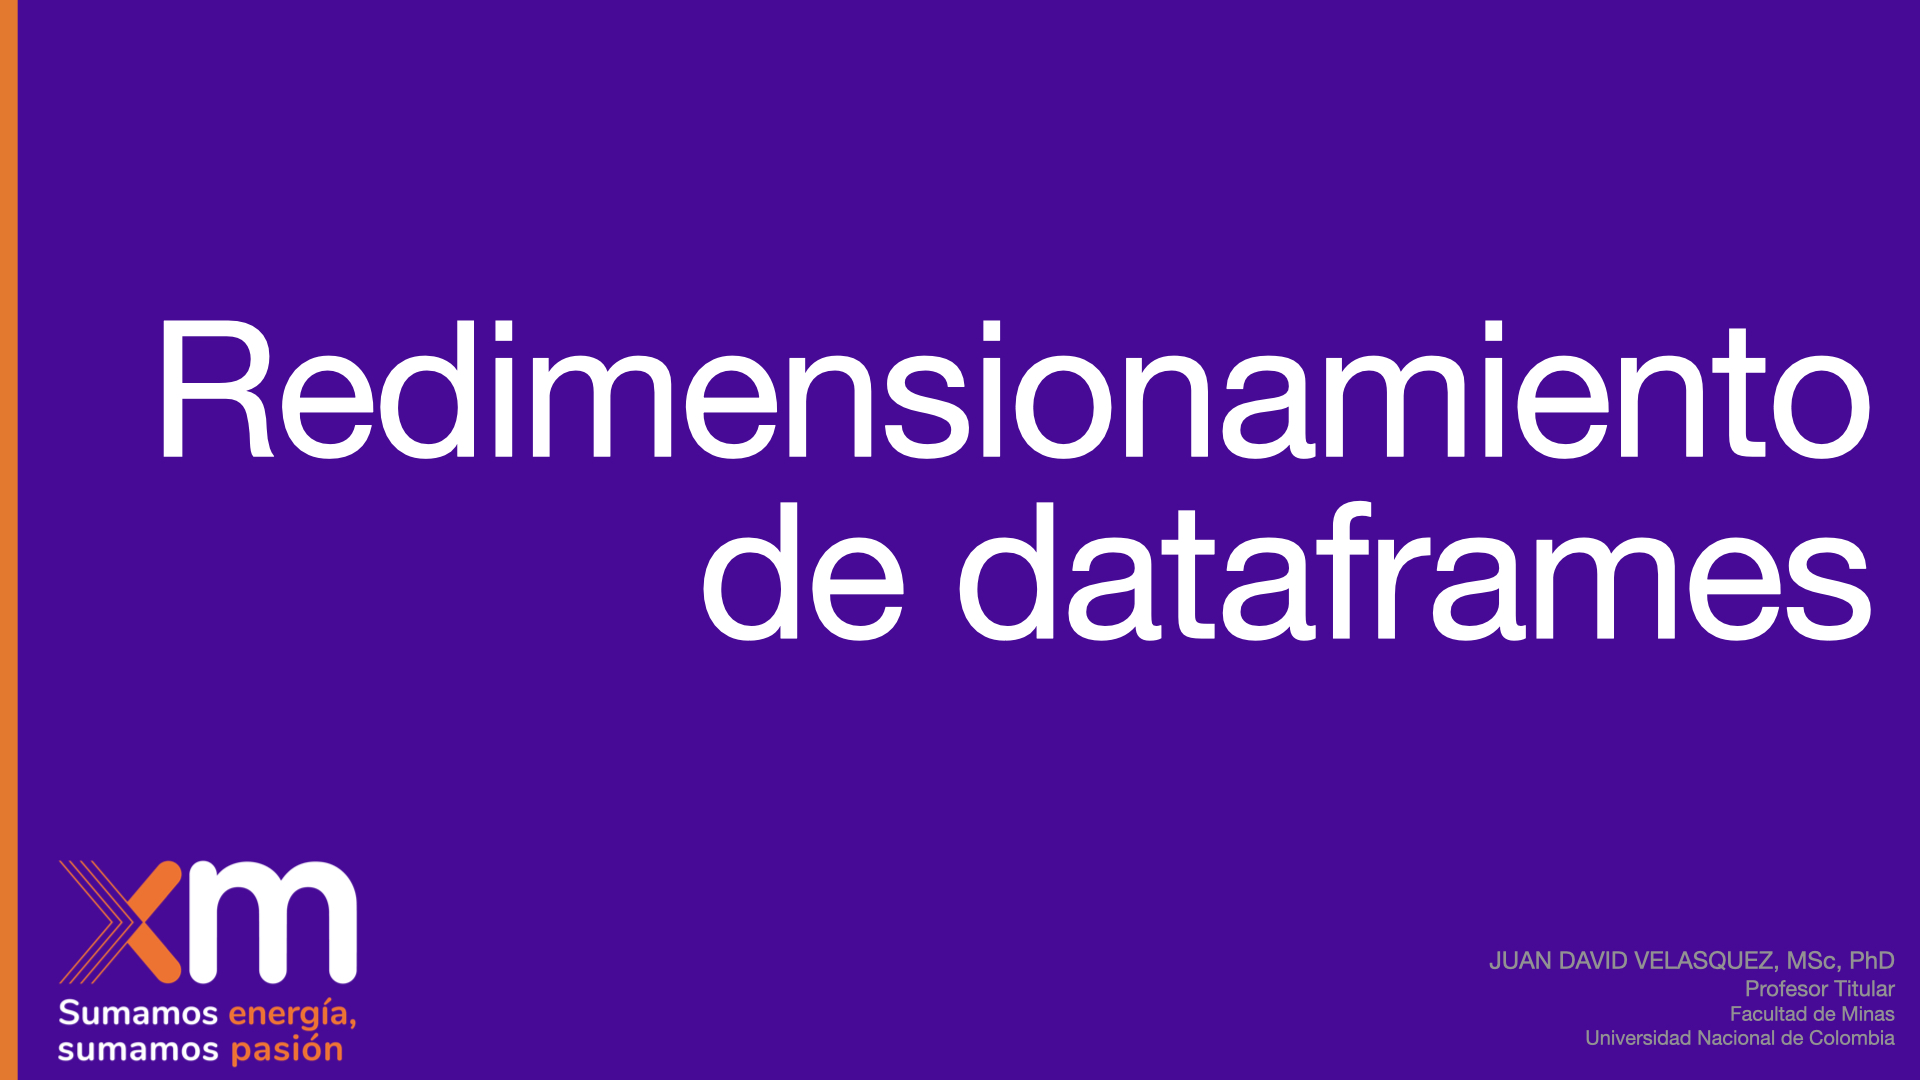 Redimensionamiento
de dataframes
xm
Sumamos energía,
sumamos pasión
JUAN DAVID VELASQUEZ, MSc, PhD
Profesor Titular
Facultad de Minas
Universidad Nacional de Colombia